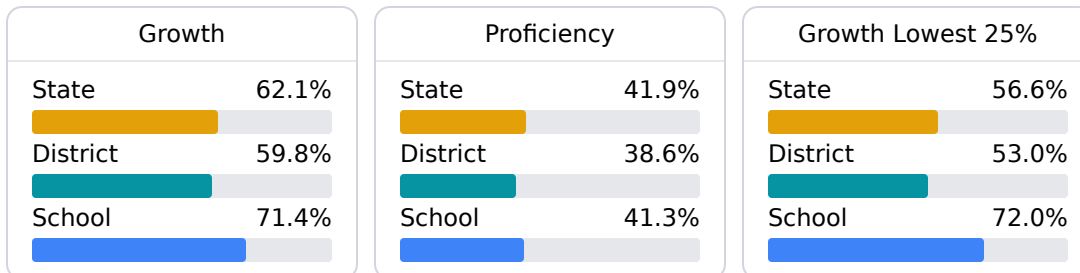 Growth
State 62.1%
District 59.8%
School 71.4%
Proficiency
State 41.9%
District 38.6%
School 41.3%
Growth Lowest 25%
State 56.6%
District 53.0%
School 72.0%